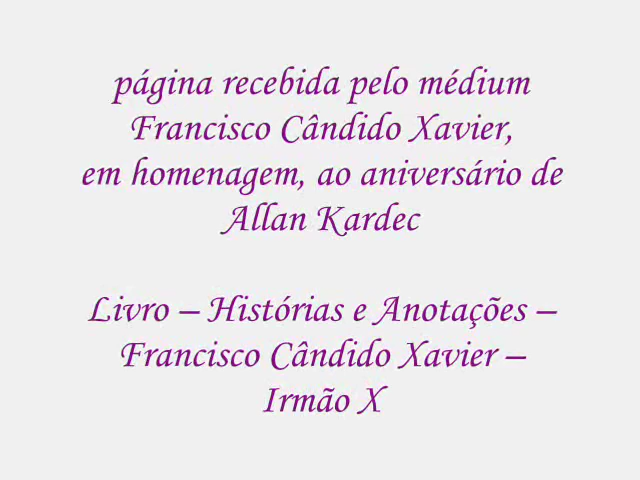 página recebida pelo médium
Francisco Cândido Xavier,
em homenagem, ao aniversário de
Allan Kardec
Livro – Histórias e Anotações –
Francisco Cândido Xavier –
Irmão X